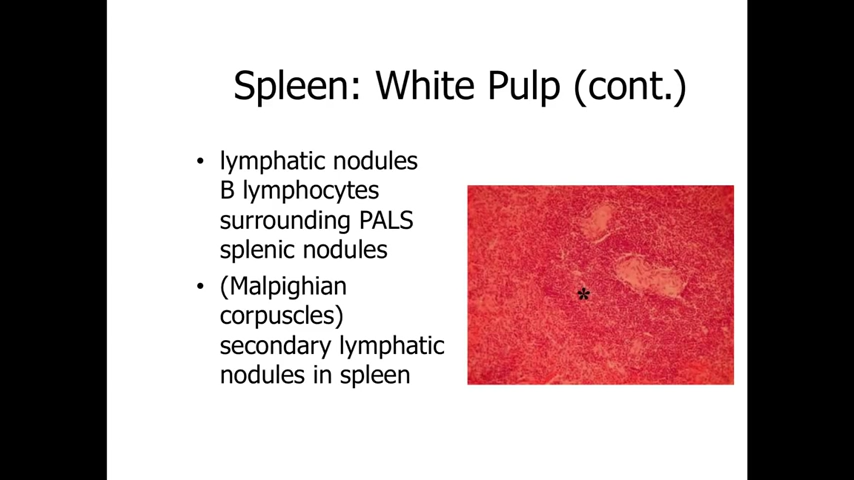 Spleen: White Pulp (cont.)
• lymphatic nodules
B lymphocytes
surrounding PALS
splenic nodules
• (Malpighian
corpuscles)
secondary lymphatic
nodules in spleen
*